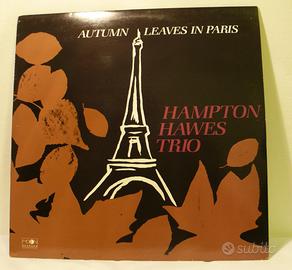 AUTUMN LEAVES IN PARIS
HAMPTON
HAWES
TRIO
subito